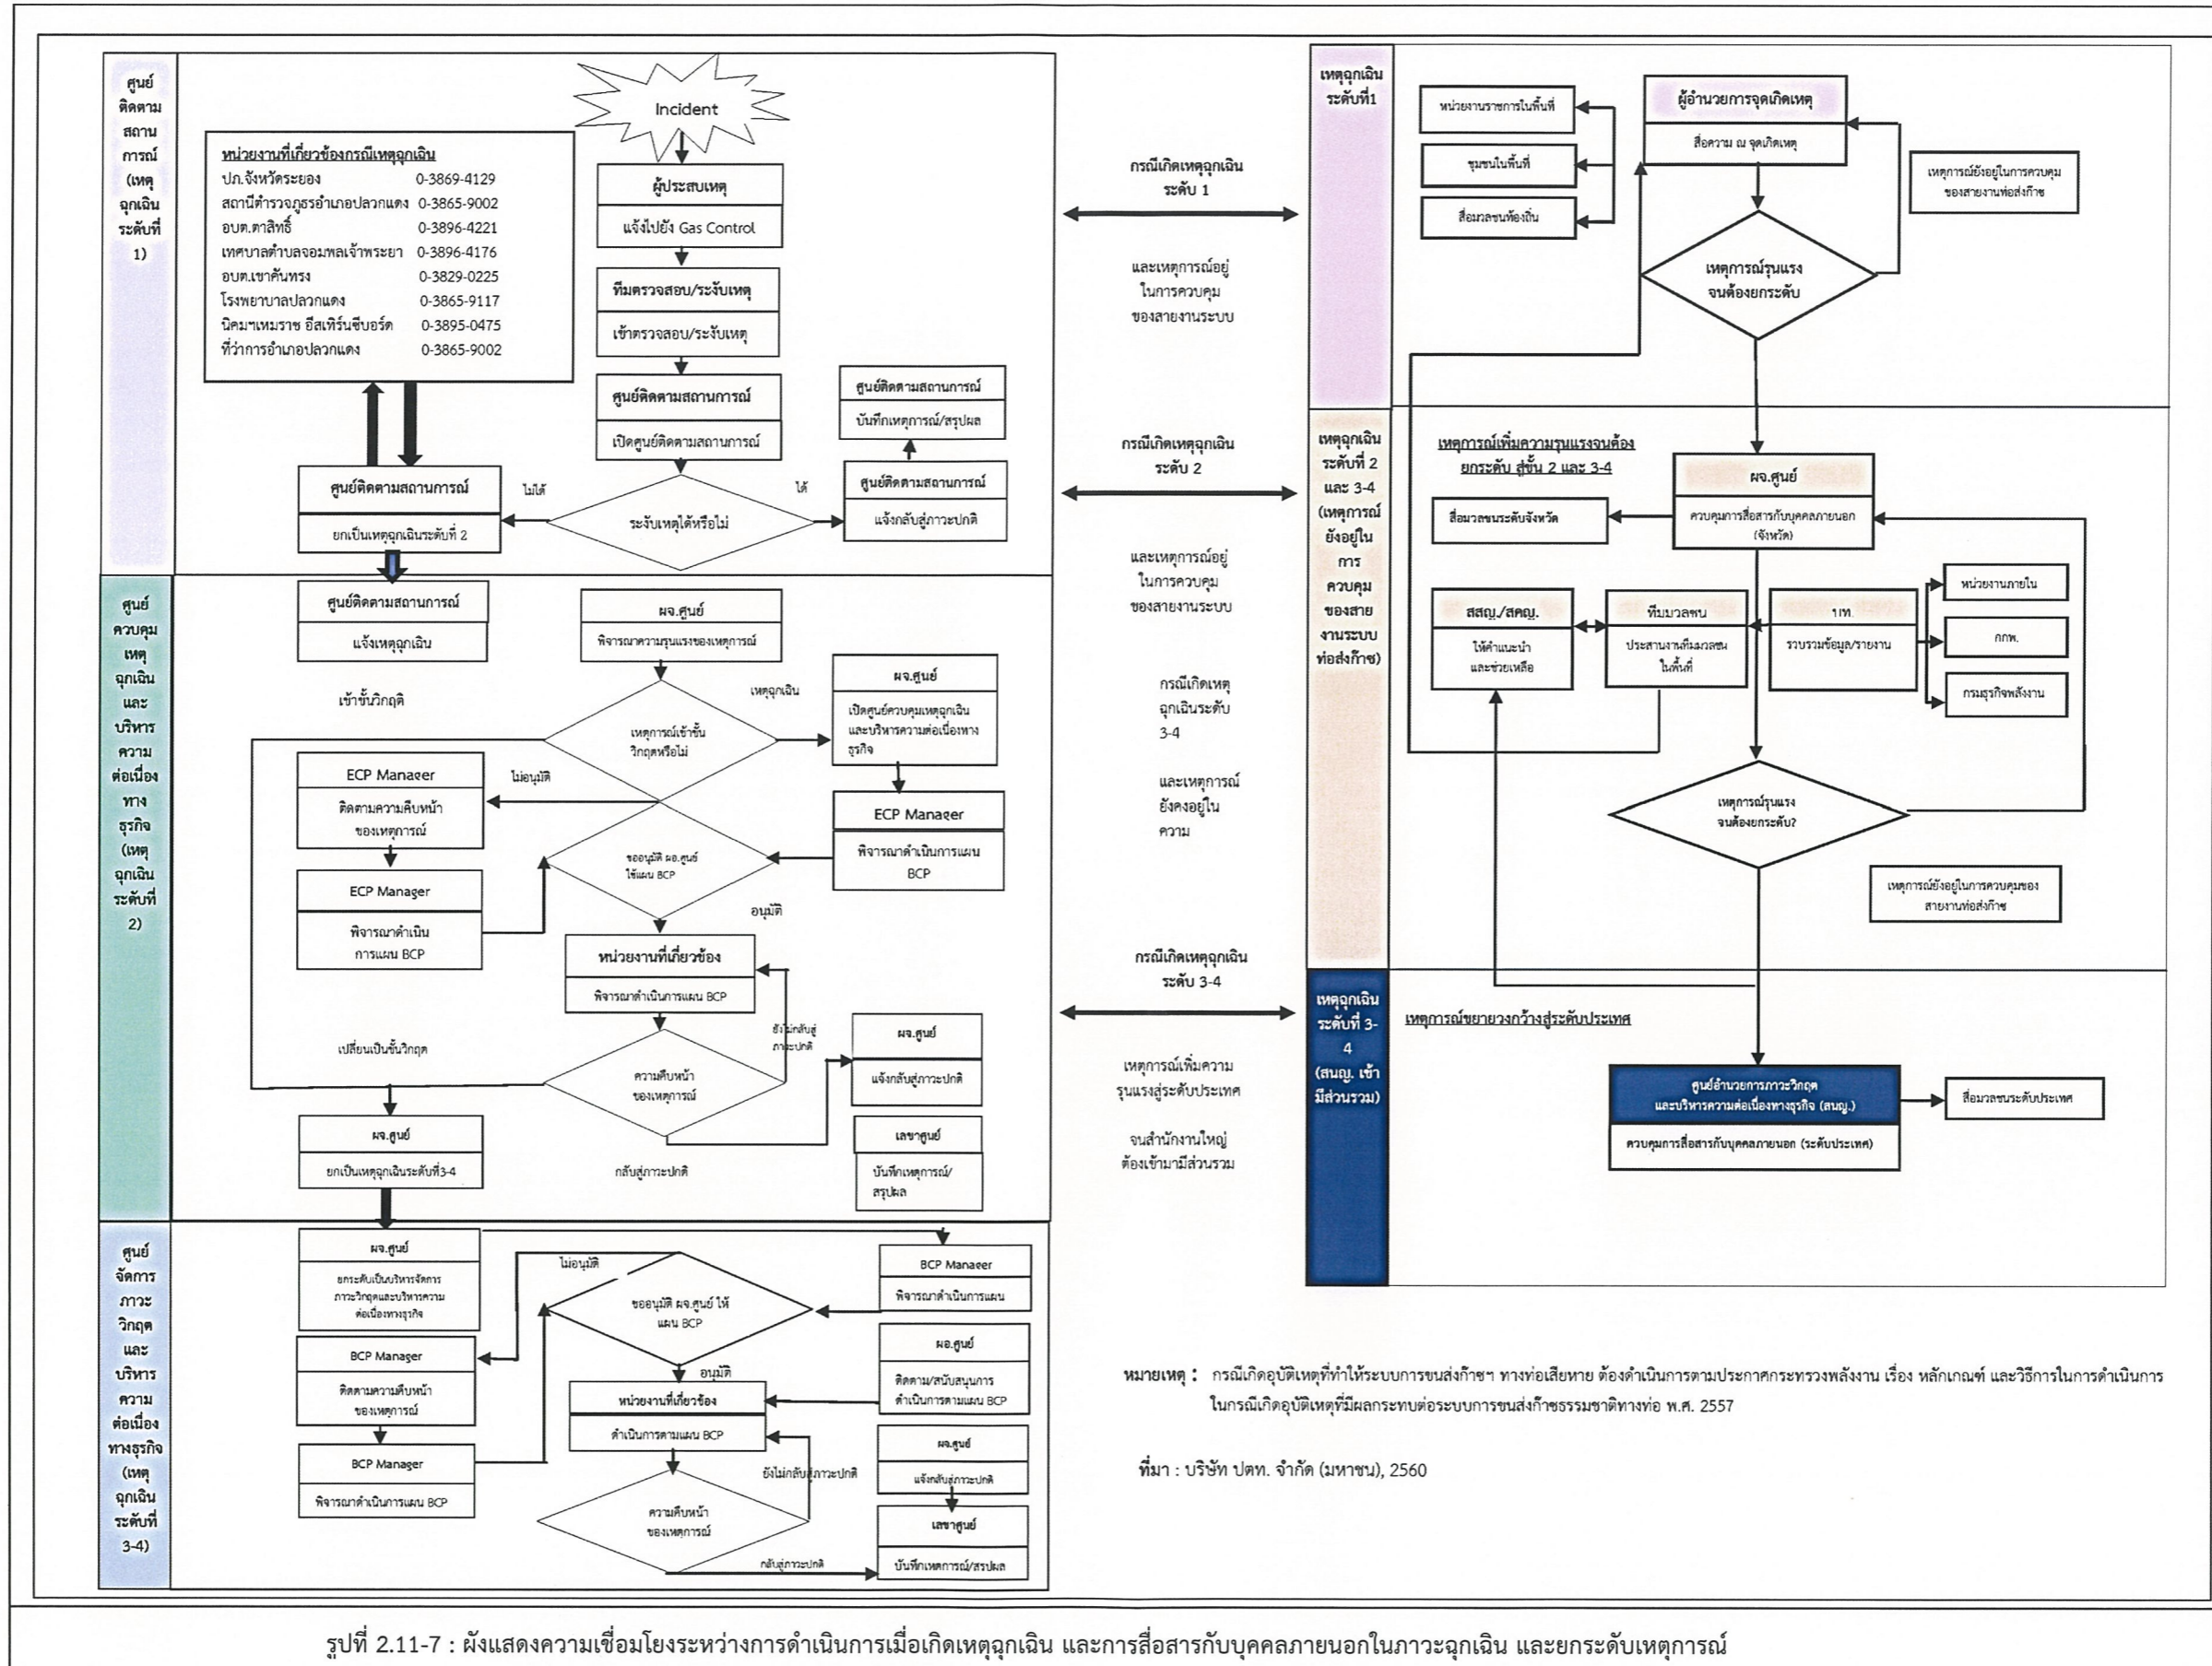 ศูนย์
ติดตาม
สถาน
การณ์
(เหตุ
ฉุกเฉิน
ระดับที่
1)
Incident
หน่วยงานที่เกี่ยวข้องกรณีเหตุฉุกเฉิน
ปภ.จังหวัดระยอง 0-3869-4129
สถานีตำรวจภูธรอำเภอปลวกแดง 0-3865-9002
อบต.ตาสิทธิ์ 0-3896-4221
เทศบาลตำบลจอมพลเจ้าพระยา 0-3896-4176
อบต.เขาคันทรง 0-3829-0225
โรงพยาบาลปลวกแดง 0-3865-9117
นิคมฯเหมราช อีสเทิร์นซีบอร์ด 0-3895-0475
ที่ว่าการอำเภอปลวกแดง 0-3865-9002
ผู้ประสบเหตุ
แจ้งไปยัง Gas Control
ทีมตรวจสอบ/ระงับเหตุ
เข้าตรวจสอบ/ระงับเหตุ
ศูนย์ติดตามสถานการณ์
เปิดศูนย์ติดตามสถานการณ์
ศูนย์ติดตามสถานการณ์
บันทึกเหตุการณ์/สรุปผล
ศูนย์ติดตามสถานการณ์
แจ้งกลับสู่ภาวะปกติ
ได้
ระงับเหตุได้หรือไม่
ไม่ได้
ศูนย์ติดตามสถานการณ์
ยกเป็นเหตุฉุกเฉินระดับที่ 2
ศูนย์
ควบคุม
เหตุ
ฉุกเฉิน
และ
บริหาร
ความ
ต่อเนื่อง
ทาง
ธุรกิจ
(เหตุ
ฉุกเฉิน
ระดับที่
2)
ศูนย์ติดตามสถานการณ์
แจ้งเหตุฉุกเฉิน
ผจ.ศูนย์
พิจารณาความรุนแรงของเหตุการณ์
เข้าขั้นวิกฤติ
เหตุฉุกเฉิน
เหตุการณ์เข้าขั้น
วิกฤตหรือไม่
ผจ.ศูนย์
เปิดศูนย์ควบคุมเหตุฉุกเฉิน
และบริหารความต่อเนื่องทาง
ธุรกิจ
ECP Manager
ติดตามความคืบหน้า
ของเหตุการณ์
ไม่อนุมัติ
ECP Manager
พิจารณาดำเนินการแผน
BCP
ขออนุมัติ ผอ.ศูนย์
ใช้แผน BCP
ECP Manager
พิจารณาดำเนิน
การแผน BCP
อนุมัติ
หน่วยงานที่เกี่ยวข้อง
พิจารณาดำเนินการแผน BCP
ยังไม่กลับสู่
ภาวะปกติ
เปลี่ยนเป็นขั้นวิกฤต
ความคืบหน้า
ของเหตุการณ์
ผจ.ศูนย์
แจ้งกลับสู่ภาวะปกติ
เลขาศูนย์
บันทึกเหตุการณ์/
สรุปผล
กลับสู่ภาวะปกติ
ผจ.ศูนย์
ยกเป็นเหตุฉุกเฉินระดับที่3-4
ศูนย์
จัดการ
ภาวะ
วิกฤต
และ
บริหาร
ความ
ต่อเนื่อง
ทางธุรกิจ
(เหตุ
ฉุกเฉิน
ระดับที่
3-4)
ผจ.ศูนย์
ยกระดับเป็นบริหารจัดการ
ภาวะวิกฤตและบริหารความ
ต่อเนื่องทางธุรกิจ
ไม่อนุมัติ
ขออนุมัติ ผจ.ศูนย์ ให้
แผน BCP
BCP Manager
พิจารณาดำเนินการแผน
BCP Manager
ติดตามความคืบหน้า
ของเหตุการณ์
อนุมัติ
ผอ.ศูนย์
ติดตาม/สนับสนุนการ
ดำเนินการตามแผน BCP
หน่วยงานที่เกี่ยวข้อง
ดำเนินการตามแผน BCP
BCP Manager
พิจารณาดำเนินการแผน BCP
ยังไม่กลับสู่ภาวะปกติ
ผจ.ศูนย์
แจ้งกลับสู่ภาวะปกติ
ความคืบหน้า
ของเหตุการณ์
เลขาศูนย์
บันทึกเหตุการณ์/สรุปผล
กลับสู่ภาวะปกติ
กรณีเกิดเหตุฉุกเฉิน
ระดับ 1
และเหตุการณ์อยู่
ในการควบคุม
ของสายงานระบบ
กรณีเกิดเหตุฉุกเฉิน
ระดับ 2
และเหตุการณ์อยู่
ในการควบคุม
ของสายงานระบบ
กรณีเกิดเหตุ
ฉุกเฉินระดับ
3-4
และเหตุการณ์
ยังคงอยู่ใน
ความ
กรณีเกิดเหตุฉุกเฉิน
ระดับ 3-4
เหตุการณ์เพิ่มความ
รุนแรงสู่ระดับประเทศ
จนสำนักงานใหญ่
ต้องเข้ามามีส่วนรวม
เหตุฉุกเฉิน
ระดับที่1
หน่วยงานราชการในพื้นที่
ชุมชนในพื้นที่
สื่อมวลชนท้องถิ่น
ผู้อำนวยการจุดเกิดเหตุ
สื่อความ ณ จุดเกิดเหตุ
เหตุการณ์ยังอยู่ในการควบคุม
ของสายงานท่อส่งก๊าซ
เหตุการณ์รุนแรง
จนต้องยกระดับ
เหตุฉุกเฉิน
ระดับที่ 2
และ 3-4
(เหตุการณ์
ยังอยู่ใน
การ
ควบคุม
ของสาย
งานระบบ
ท่อส่งก๊าซ)
เหตุการณ์เพิ่มความรุนแรงจนต้อง
ยกระดับ สู่ขั้น 2 และ 3-4
ผจ.ศูนย์
ควบคุมการสื่อสารกับบุคคลภายนอก
(จังหวัด)
สื่อมวลชนระดับจังหวัด
สสญ./สคญ.
ให้คำแนะนำ
และช่วยเหลือ
ทีมมวลชน
ประสานงานทีมมวลชน
ในพื้นที่
บท.
รวบรวมข้อมูล/รายงาน
หน่วยงานภายใน
กกพ.
กรมธุรกิจพลังงาน
เหตุการณ์รุนแรง
จนต้องยกระดับ?
เหตุการณ์ยังอยู่ในการควบคุมของ
สายงานท่อส่งก๊าซ
เหตุฉุกเฉิน
ระดับที่ 3-
4
(สนญ. เข้า
มีส่วนรวม)
เหตุการณ์ขยายวงกว้างสู่ระดับประเทศ
ศูนย์อำนวยการภาวะวิกฤต
และบริหารความต่อเนื่องทางธุรกิจ (สนญ.)
ควบคุมการสื่อสารกับบุคคลภายนอก (ระดับประเทศ)
สื่อมวลชนระดับประเทศ
หมายเหตุ : กรณีเกิดอุบัติเหตุที่ทำให้ระบบการขนส่งก๊าซฯ ทางท่อเสียหาย ต้องดำเนินการตามประกาศกระทรวงพลังงาน เรื่อง หลักเกณฑ์ และวิธีการในการดำเนินการ
ในกรณีเกิดอุบัติเหตุที่มีผลกระทบต่อระบบการขนส่งก๊าซธรรมชาติทางท่อ พ.ศ. 2557
ที่มา : บริษัท ปตท. จำกัด (มหาชน), 2560
รูปที่ 2.11-7 : ผังแสดงความเชื่อมโยงระหว่างการดำเนินการเมื่อเกิดเหตุฉุกเฉิน และการสื่อสารกับบุคคลภายนอกในภาวะฉุกเฉิน และยกระดับเหตุการณ์